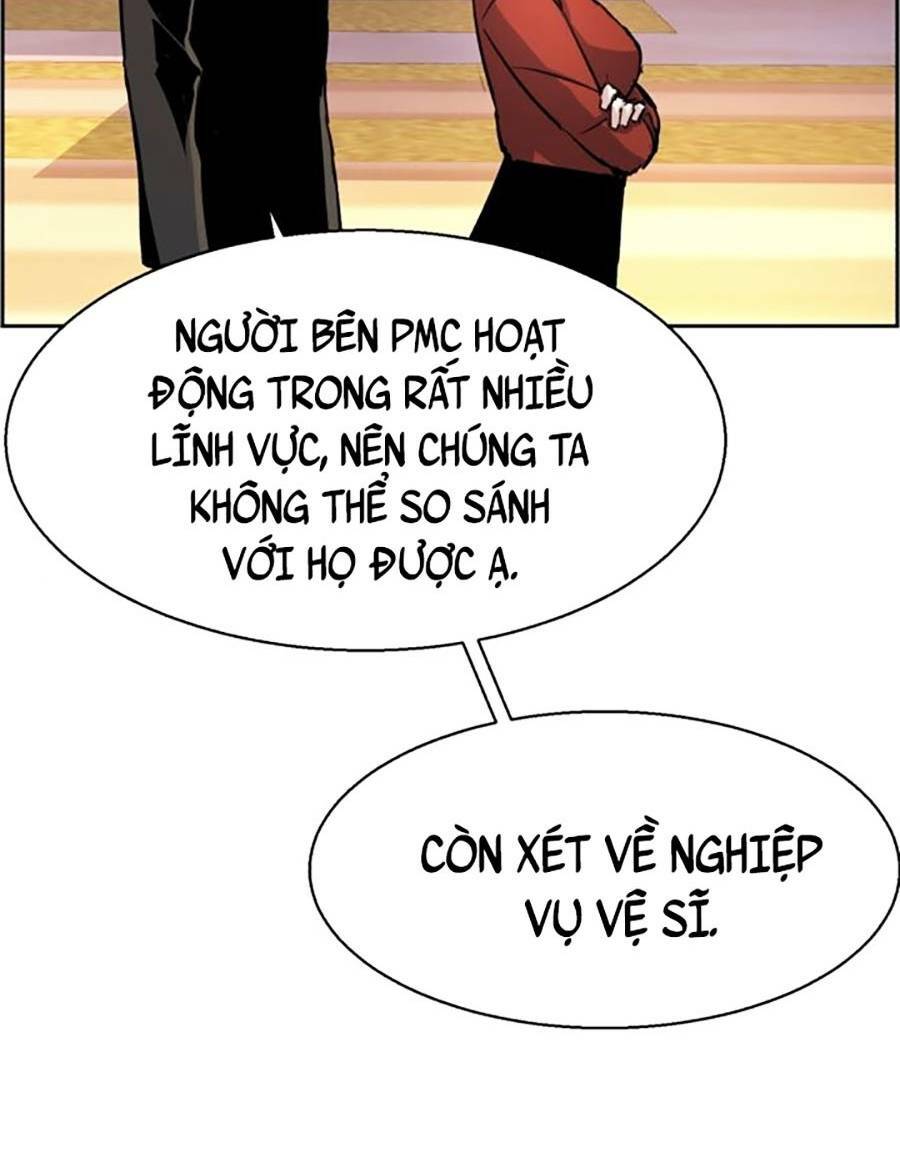 NGƯỜI BÊN PMC HOẠT
ĐỘNG TRONG RẤT NHIỀU
LĨNH VỰC, NÊN CHÚNG TA
KHÔNG THỂ SO SÁNH
VỚI HỌ ĐƯỢC Ạ.
CÒN XÉT VỀ NGHIỆP
VỤ VỆ SĨ.